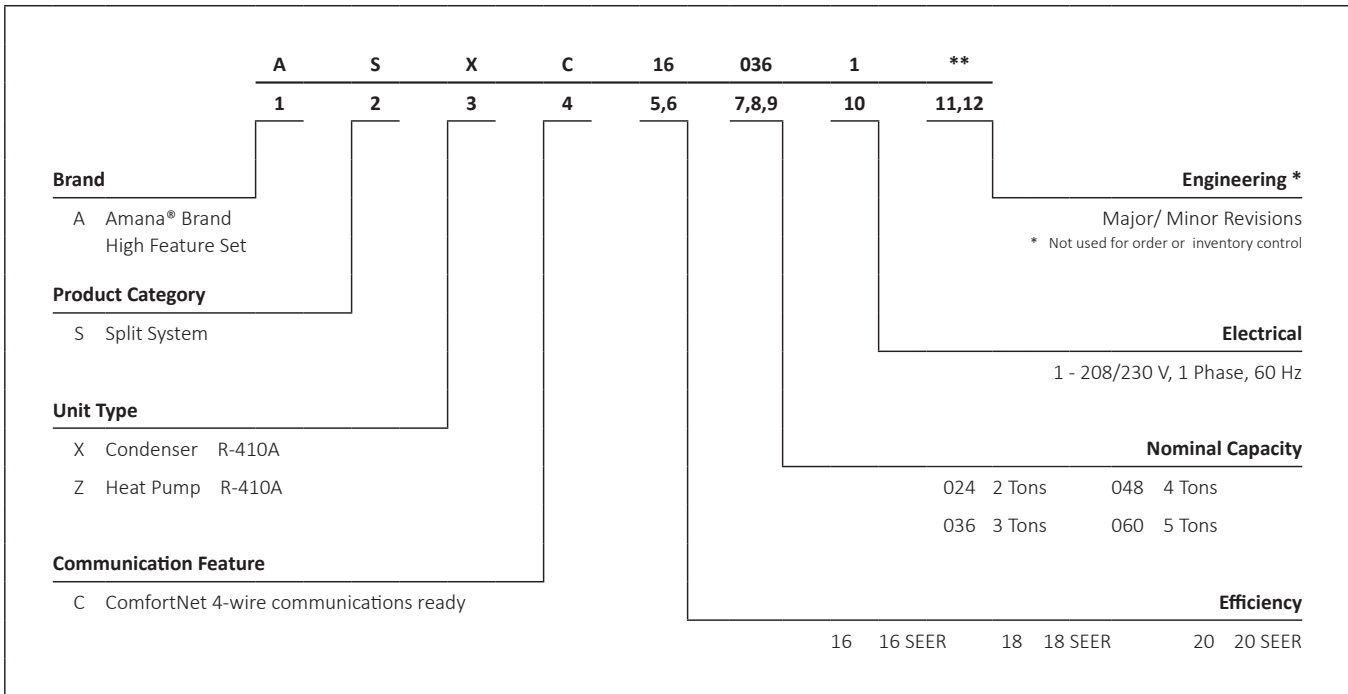 A S X C 16 036 1 **
1 2 3 4 5,6 7,8,9 10 11,12
Brand
A Amana® Brand
High Feature Set
Product Category
S Split System
Unit Type
X Condenser R-410A
Z Heat Pump R-410A
Communication Feature
C ComfortNet 4-wire communications ready
Engineering *
Major/ Minor Revisions
* Not used for order or inventory control
Electrical
1 - 208/230 V, 1 Phase, 60 Hz
Nominal Capacity
024 2 Tons 048 4 Tons
036 3 Tons 060 5 Tons
Efficiency
16 16 SEER 18 18 SEER 20 20 SEER